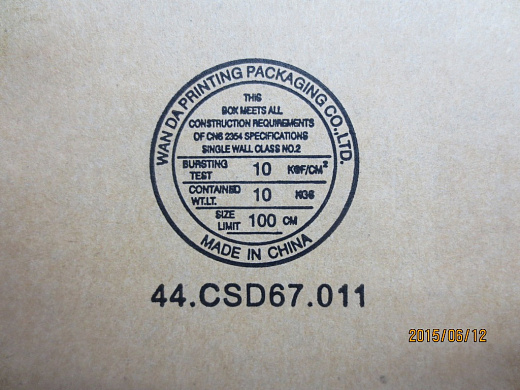 WAN DA PRINTING PACKAGING CO.,LTD.
THIS
BOX MEETS ALL
CONSTRUCTION REQUIREMENTS
OF CNS 2354 SPECIFICATIONS
SINGLE WALL CLASS NO.2
BURSTING TEST 10 KGF/CM²
CONTAINED WT.LT. 10 KGS
SIZE LIMIT 100 CM
MADE IN CHINA
44.CSD67.011
2015/06/12